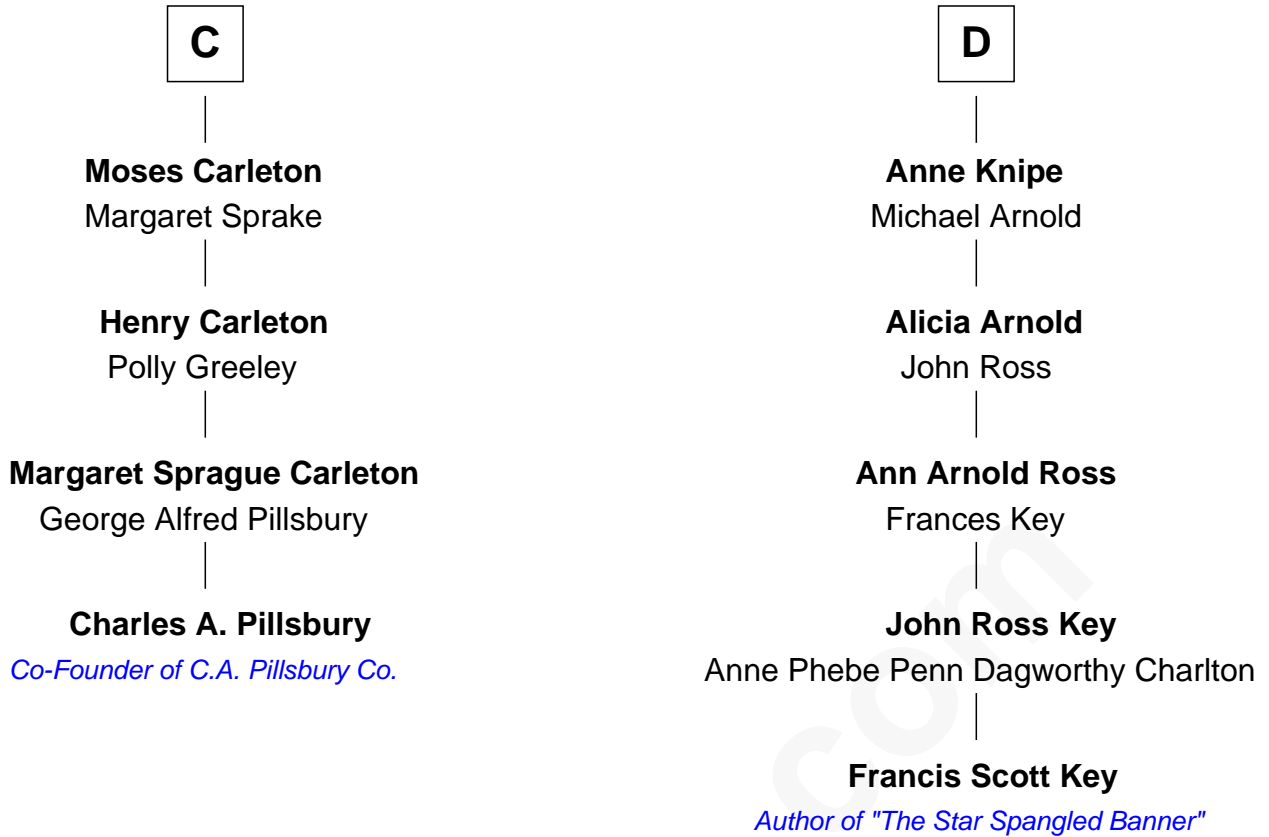 C
Moses Carleton
Margaret Sprake
Henry Carleton
Polly Greeley
Margaret Sprague Carleton
George Alfred Pillsbury
Charles A. Pillsbury
Co-Founder of C.A. Pillsbury Co.
D
Anne Knipe
Michael Arnold
Alicia Arnold
John Ross
Ann Arnold Ross
Frances Key
John Ross Key
Anne Phebe Penn Dagworthy Charlton
Francis Scott Key
Author of "The Star Spangled Banner"
com